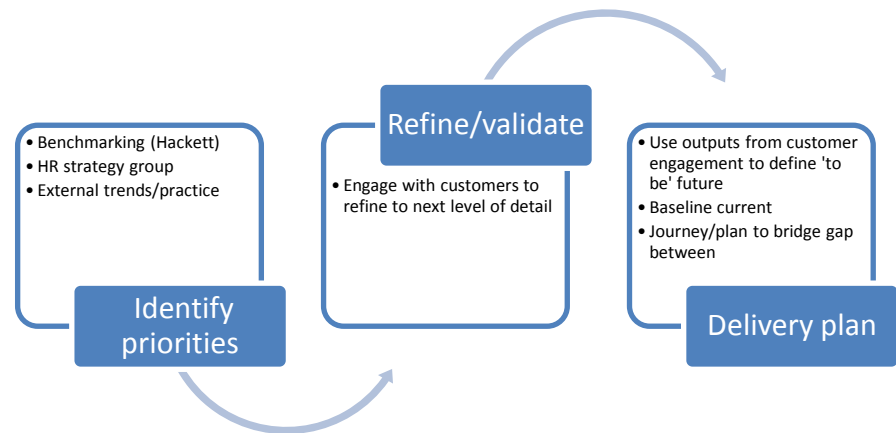 • Benchmarking (Hackett)
• HR strategy group
• External trends/practice
Identify
priorities
Refine/validate
• Engage with customers to
refine to next level of detail
• Use outputs from customer
engagement to define 'to
be' future
• Baseline current
• Journey/plan to bridge gap
between
Delivery plan